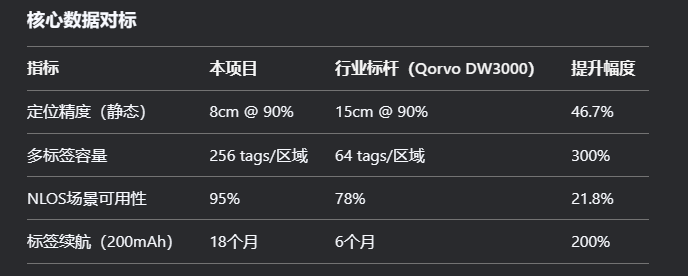 核心数据对标
指标 本项目 行业标杆（Qorvo DW3000） 提升幅度
定位精度（静态） 8cm @ 90% 15cm @ 90% 46.7%
多标签容量 256 tags/区域 64 tags/区域 300%
NLOS场景可用性 95% 78% 21.8%
标签续航（200mAh） 18个月 6个月 200%